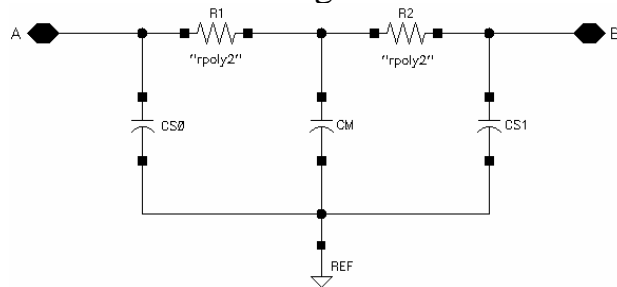 R1
R2
A
B
"rpoly2"
"rpoly2"
CS0
CM
CS1
REF